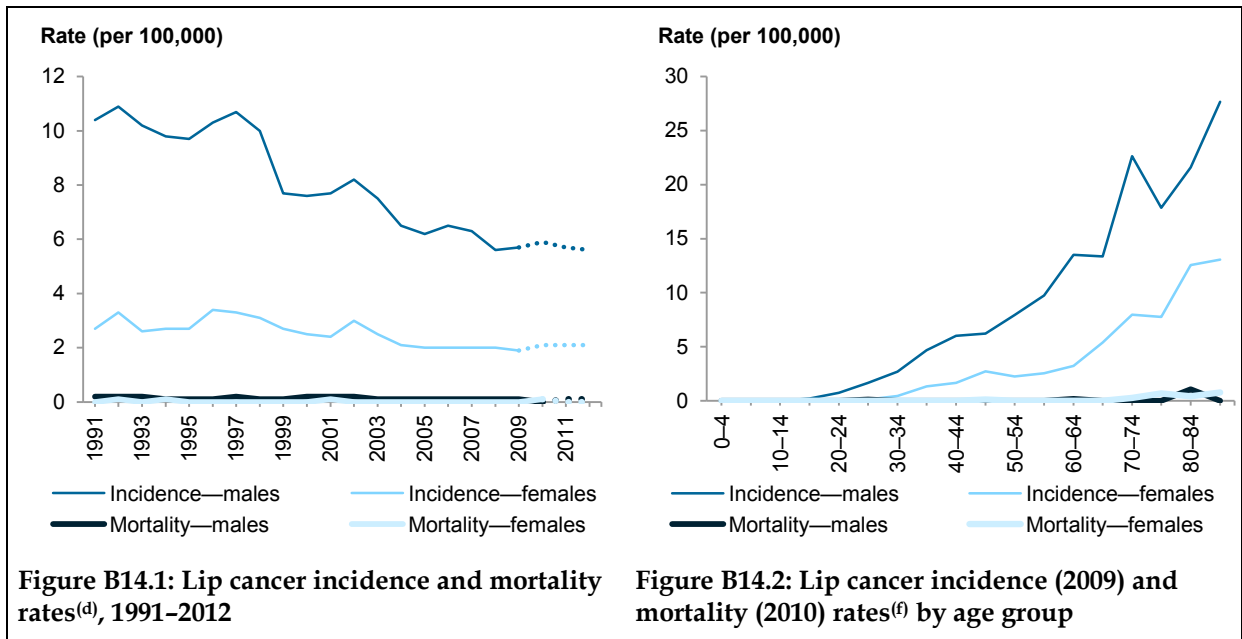 Rate (per 100,000)
12
10
8
6
4
2
0
1991
1993
1995
1997
1999
2001
2003
2005
2007
2009
2011
Incidence—males
Incidence—females
Mortality—males
Mortality—females
Figure B14.1: Lip cancer incidence and mortality
rates(d), 1991–2012
Rate (per 100,000)
30
25
20
15
10
5
0
0–4
10–14
20–24
30–34
40–44
50–54
60–64
70–74
80–84
Incidence—males
Incidence—females
Mortality—males
Mortality—females
Figure B14.2: Lip cancer incidence (2009) and
mortality (2010) rates(f) by age group